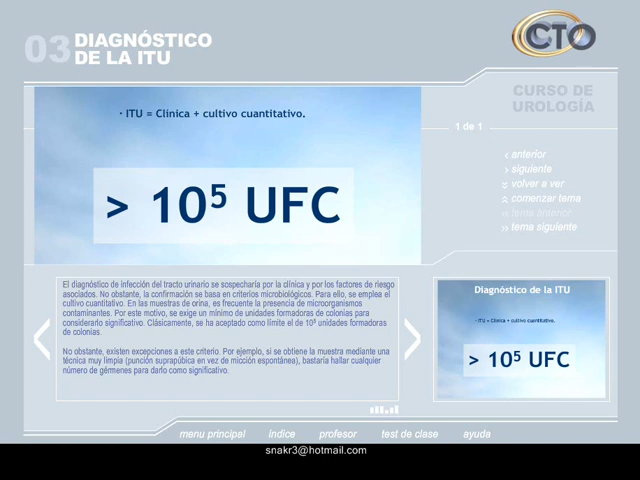 03 DIAGNÓSTICO
DE LA ITU
CTO
CURSO DE
UROLOGÍA
· ITU = Clinica + cultivo cuantitativo.
> 10⁵ UFC
1 de 1
‹ anterior
› siguiente
volver a ver
comenzar tema
‹‹ tema anterior
›› tema siguiente
El diagnóstico de infección del tracto urinario se sospecharía por la clínica y por los factores de riesgo
asociados. No obstante, la confirmación se basa en criterios microbiológicos. Para ello, se emplea el
cultivo cuantitativo. En las muestras de orina, es frecuente la presencia de microorganismos
contaminantes. Por este motivo, se exige un mínimo de unidades formadoras de colonias para
considerarlo significativo. Clásicamente, se ha aceptado como límite el de 10⁵ unidades formadoras
de colonias.
No obstante, existen excepciones a este criterio. Por ejemplo, si se obtiene la muestra mediante una
técnica muy limpia (punción suprapúbica en vez de micción espontánea), bastaría hallar cualquier
número de gérmenes para darlo como significativo.
Diagnóstico de la ITU
· ITU = Clínica + cultivo cuantitativo.
> 10⁵ UFC
menu principal indice profesor test de clase ayuda
snakr3@hotmail.com